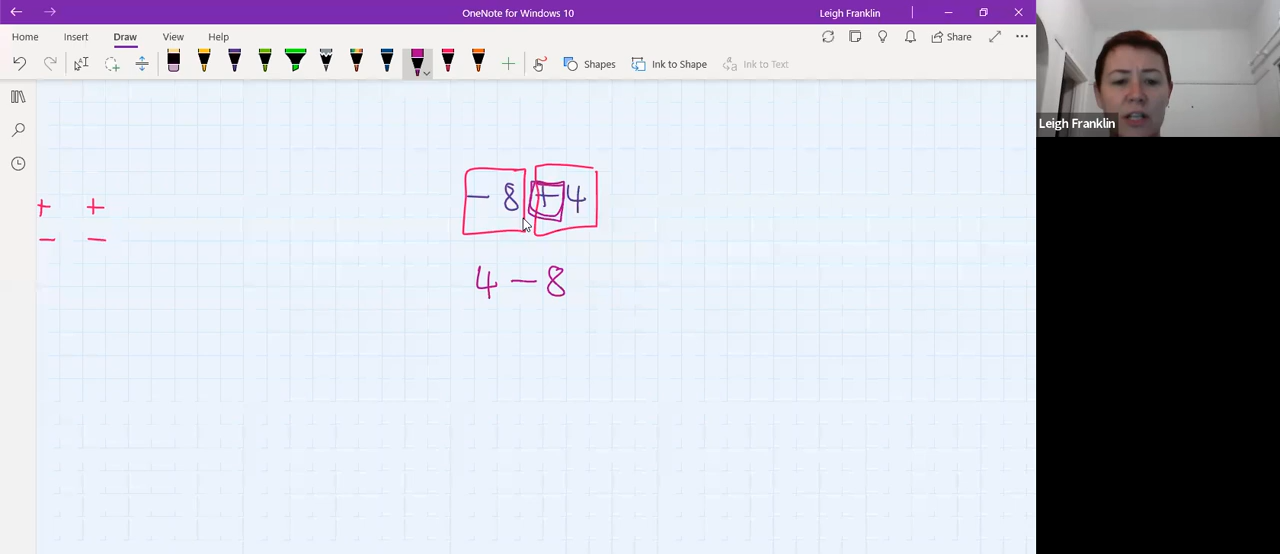 OneNote for Windows 10
Leigh Franklin
Home Insert Draw View Help
Share
Shapes Ink to Shape Ink to Text
Leigh Franklin
- 8 + 4
+ +
- -
4 - 8